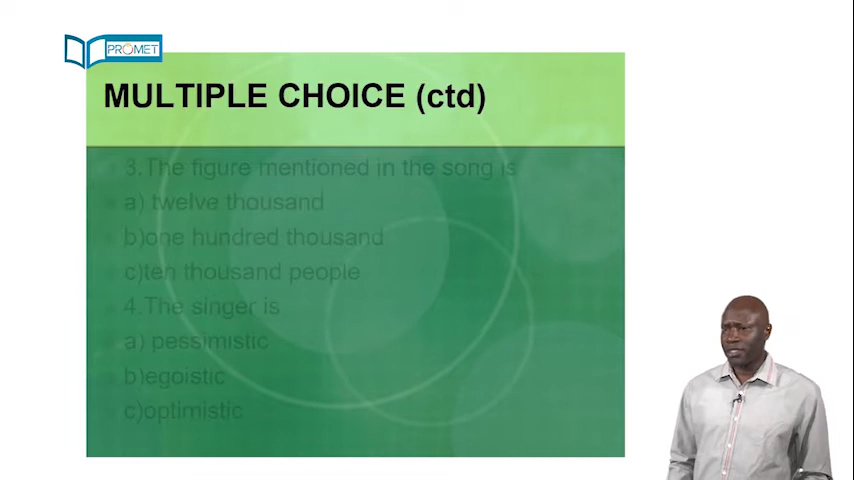 PROMET
MULTIPLE CHOICE (ctd)
3.The figure mentioned in the song is
a) twelve thousand
b)one hundred thousand
c)ten thousand people
4.The singer is
a) pessimistic
b)egoistic
c)optimistic